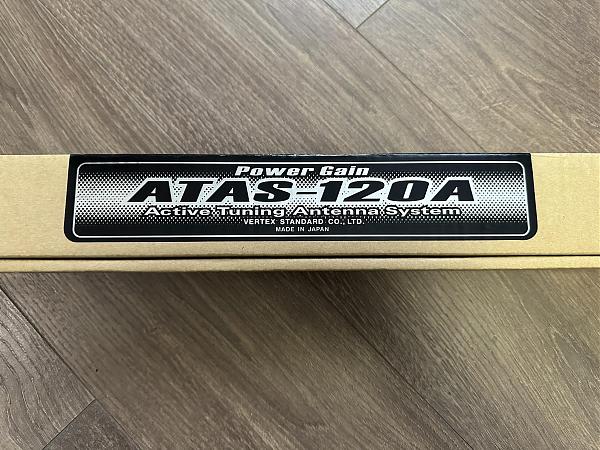 Power Gain
ATAS-120A
Active Tuning Antenna System
VERTEX STANDARD CO., LTD.
MADE IN JAPAN